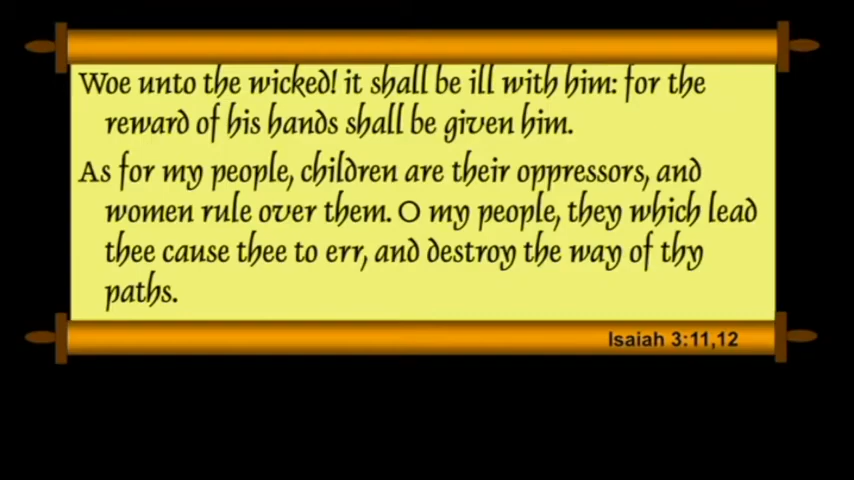 Woe unto the wicked! it shall be ill with him: for the
reward of his hands shall be given him.
As for my people, children are their oppressors, and
women rule over them. O my people, they which lead
thee cause thee to err, and destroy the way of thy
paths.
Isaiah 3:11,12